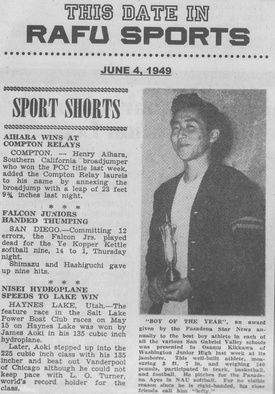 THIS DATE IN
RAFU SPORTS
JUNE 4, 1949
SPORT SHORTS
AIHARA WINS AT
COMPTON RELAYS
COMPTON. — Henry Aihara,
Southern California broadjumper
who won the PCC title last week,
added the Compton Relay laurels
to his name by annexing the
broadjump with a leap of 23 feet
9¾ inches last night.
* * *
FALCON JUNIORS
HANDED THUMPING
SAN DIEGO.—Committing 12
errors, the Falcon Jrs. played
dead for the Ye Kopper Kettle
softball nine, 14 to 1, Thursday
night.
Shimazu and Hashiguchi gave
up nine hits.
* * *
NISEI HYDROPLANE
SPEEDS TO LAKE WIN
HAYNES LAKE, Utah.—The
feature race in the Salt Lake
Power Boat Club races on May
15 on Haynes Lake was won by
James Aoki in his 135 cubic inch
hydroplane.
Later, Aoki stepped up into the
225 cubic inch class with his 135
incher and beat out Vanderpool
of Chicago although he could not
keep pace with L. O. Turner,
world's record holder for the
class.
"BOY OF THE YEAR", an award
given by the Pasadena Star News an-
nually to the best boy athlete in each of
all the various San Gabriel Valley schools
was presented to Osamu Kihikawa of
Washington Junior High last week at its
jamboree. This well-built athlete, mea-
suring 5 ft. 7, in. and weighing 140
pounds, participated in track, basketball,
and football. He pitches for the Pasade-
na Ayes in NAU softball. For no visible
reason since he is right-handed, his close
friends call him "lefty."